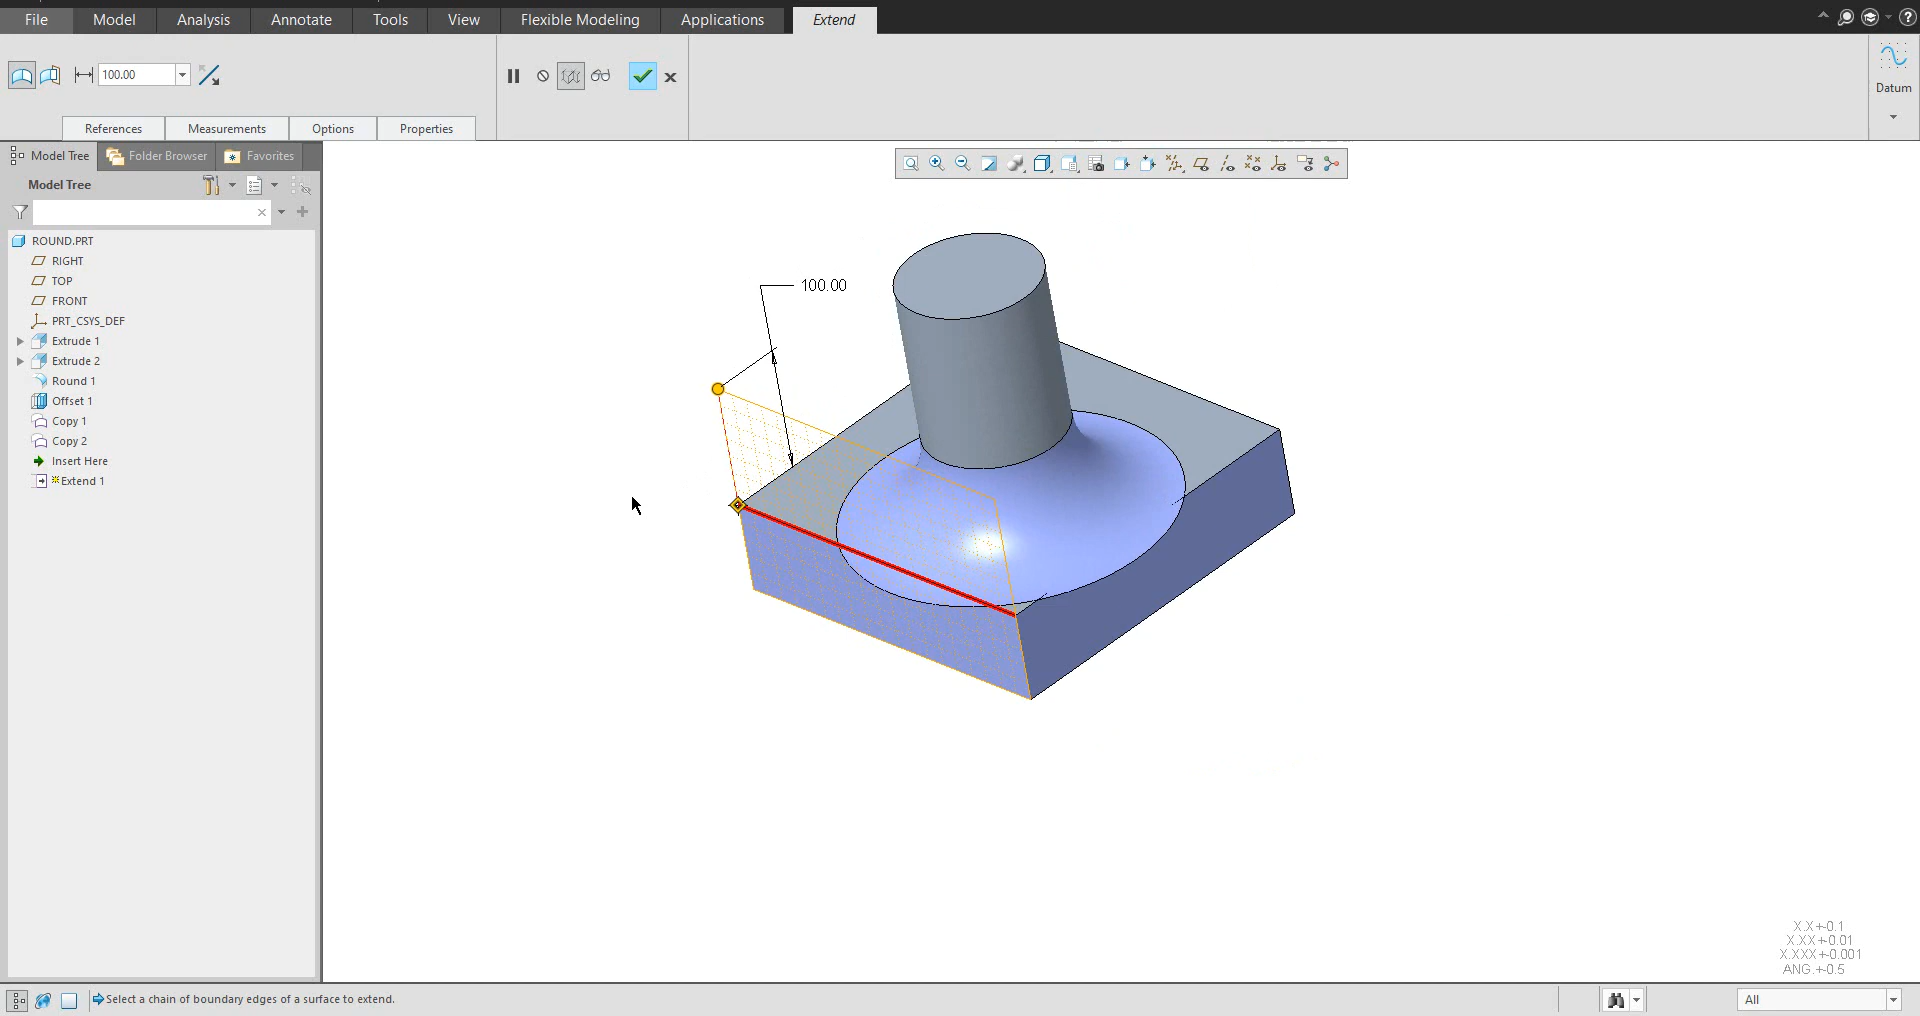 File Model Analysis Annotate Tools View Flexible Modeling Applications Extend
100.00
Datum
References Measurements Options Properties
Model Tree Folder Browser Favorites
Model Tree
ROUND.PRT
RIGHT
TOP
FRONT
PRT_CSYS_DEF
Extrude 1
Extrude 2
Round 1
Offset 1
Copy 1
Copy 2
Insert Here
Extend 1
100.00
X.X+-0.1
X.XX+-0.01
X.XXX+-0.001
ANG.+-0.5
Select a chain of boundary edges of a surface to extend.
All